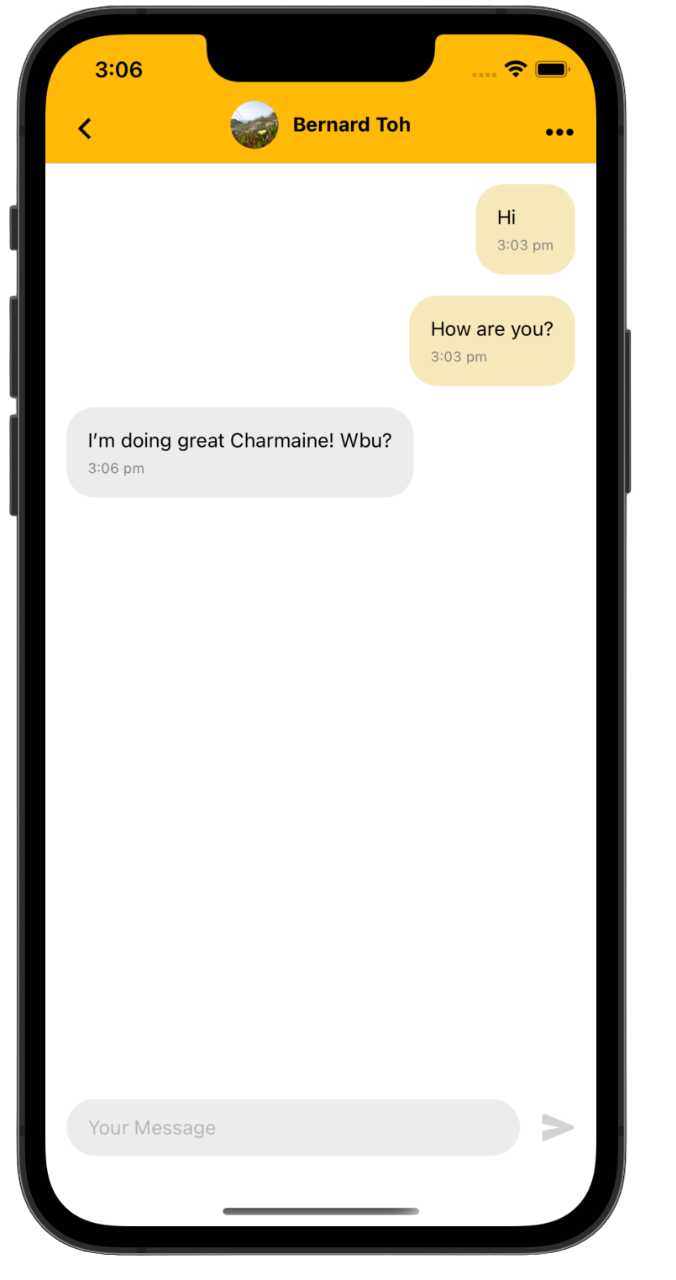 3:06
Bernard Toh
Hi
3:03 pm
How are you?
3:03 pm
I’m doing great Charmaine! Wbu?
3:06 pm
Your Message